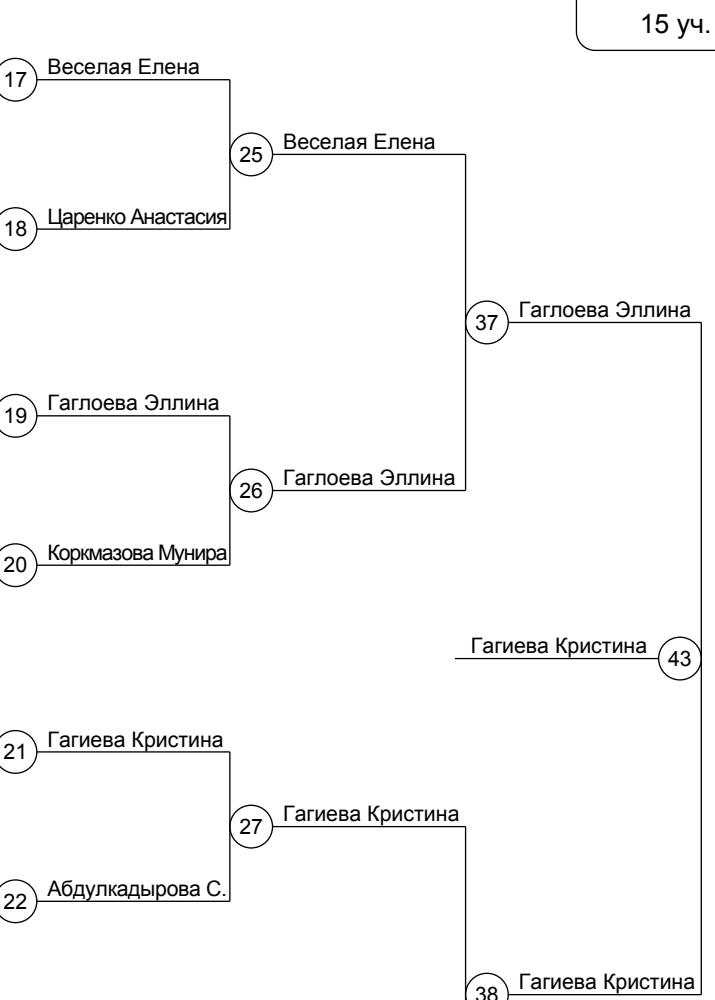 15 уч.
17 Веселая Елена
25 Веселая Елена
18 Царенко Анастасия
37 Гаглоева Эллина
19 Гаглоева Эллина
26 Гаглоева Эллина
20 Коркмазова Мунира
Гагиева Кристина 43
21 Гагиева Кристина
27 Гагиева Кристина
22 Абдулкадырова С.
38 Гагиева Кристина